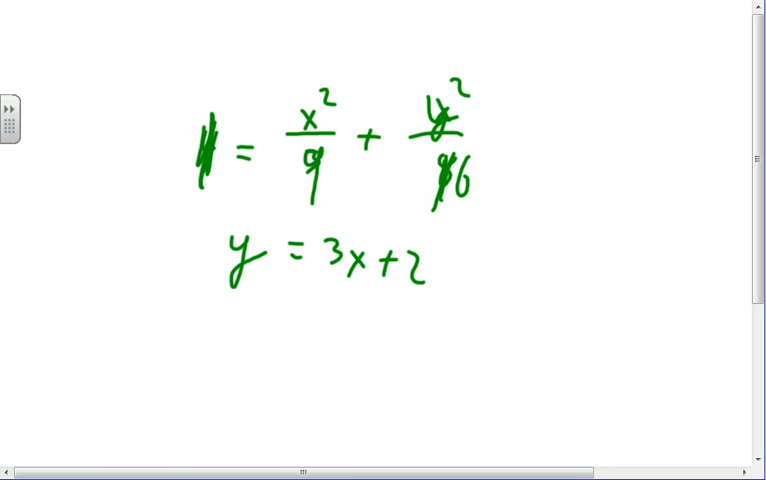 1 = x²/9 + y²/16
y = 3x + 2